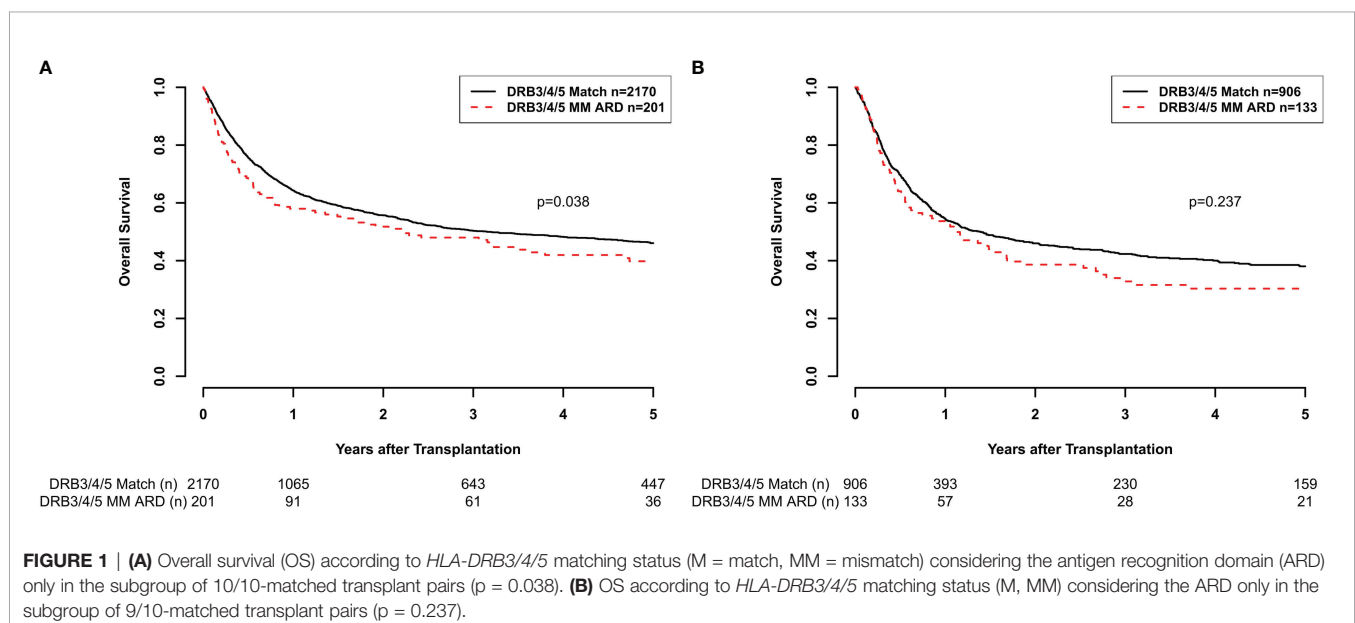 A
B
DRB3/4/5 Match n=2170
DRB3/4/5 MM ARD n=201
DRB3/4/5 Match n=906
DRB3/4/5 MM ARD n=133
p=0.038
p=0.237
Overall Survival
1.0
0.8
0.6
0.4
0.2
0.0
0 1 2 3 4 5
Years after Transplantation
Overall Survival
1.0
0.8
0.6
0.4
0.2
0.0
0 1 2 3 4 5
Years after Transplantation
DRB3/4/5 Match (n) 2170 1065 643 447
DRB3/4/5 MM ARD (n) 201 91 61 36
DRB3/4/5 Match (n) 906 393 230 159
DRB3/4/5 MM ARD (n) 133 57 28 21
FIGURE 1 | (A) Overall survival (OS) according to HLA-DRB3/4/5 matching status (M = match, MM = mismatch) considering the antigen recognition domain (ARD)
only in the subgroup of 10/10-matched transplant pairs (p = 0.038). (B) OS according to HLA-DRB3/4/5 matching status (M, MM) considering the ARD only in the
subgroup of 9/10-matched transplant pairs (p = 0.237).